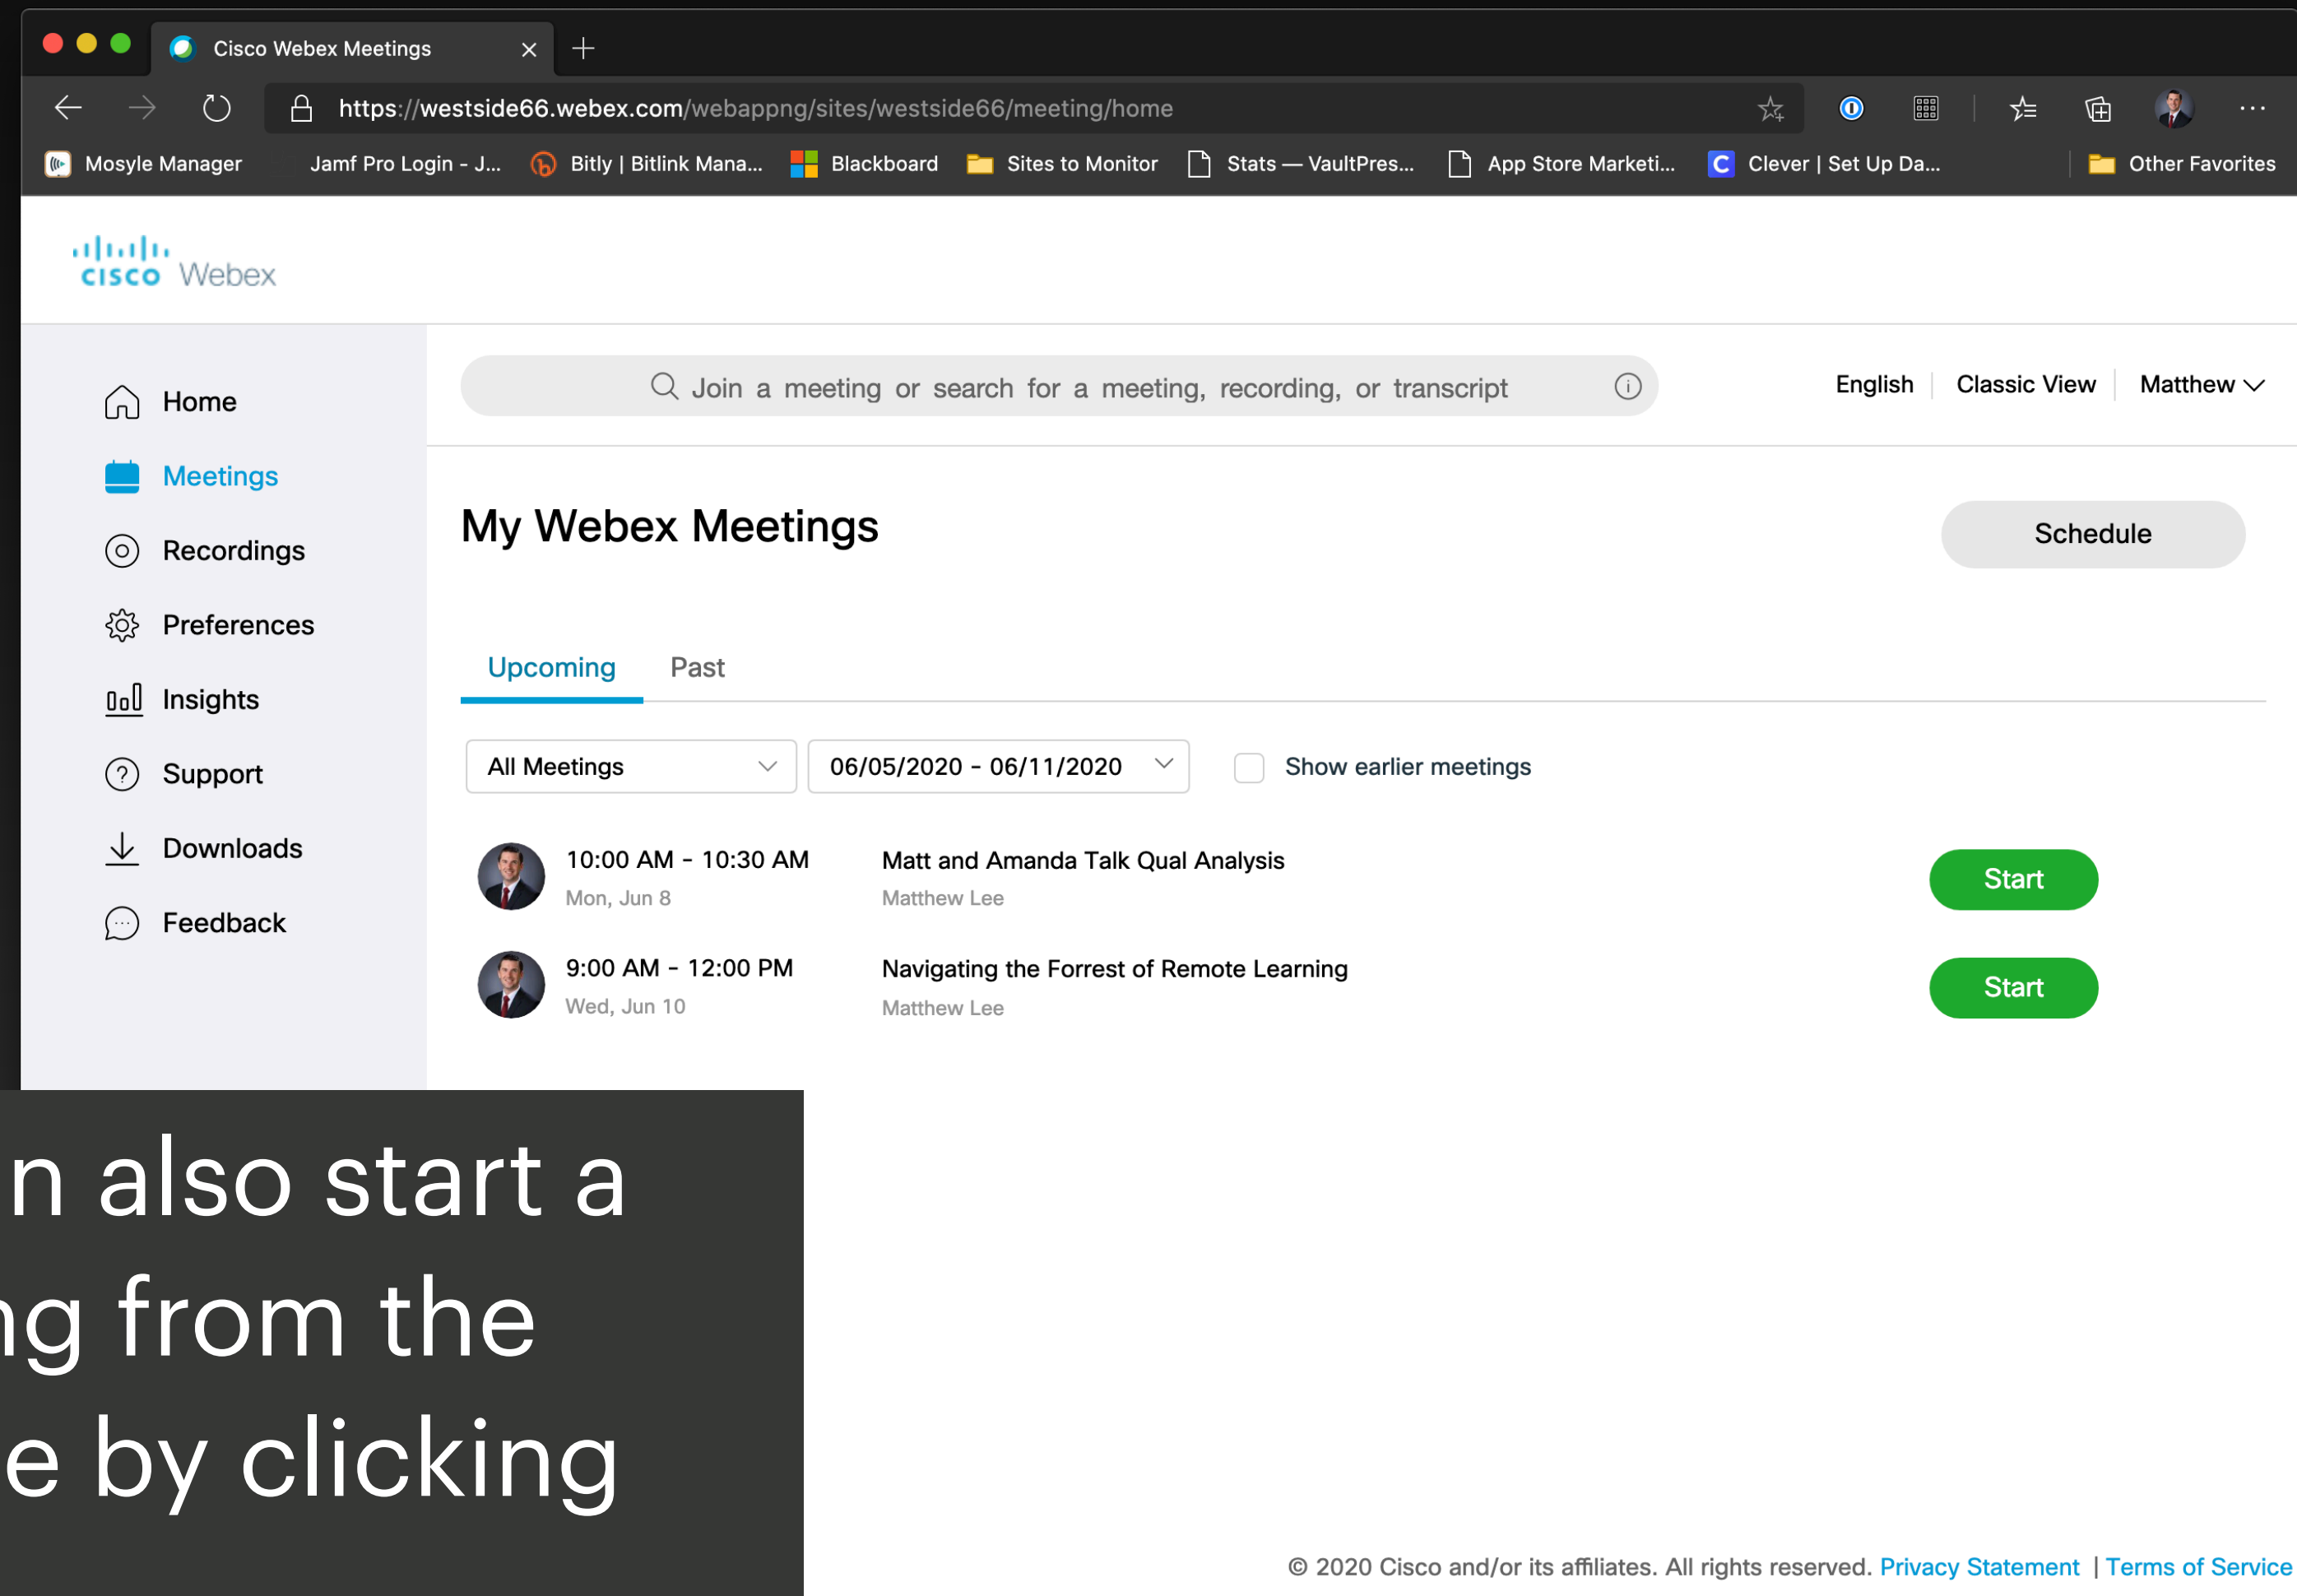 Cisco Webex Meetings
https://westside66.webex.com/webappng/sites/westside66/meeting/home
Mosyle Manager Jamf Pro Login - J... Bitly | Bitlink Mana... Blackboard Sites to Monitor Stats — VaultPres... App Store Marketi... C Clever | Set Up Da... Other Favorites
CISCO Webex
Join a meeting or search for a meeting, recording, or transcript
English Classic View Matthew
Home
Meetings
Recordings
Preferences
Insights
Support
Downloads
Feedback
My Webex Meetings
Schedule
Upcoming Past
All Meetings 06/05/2020 - 06/11/2020 Show earlier meetings
10:00 AM - 10:30 AM Matt and Amanda Talk Qual Analysis Start
Mon, Jun 8 Matthew Lee
9:00 AM - 12:00 PM Navigating the Forrest of Remote Learning Start
Wed, Jun 10 Matthew Lee
n also start a
ng from the
e by clicking
© 2020 Cisco and/or its affiliates. All rights reserved. Privacy Statement | Terms of Service